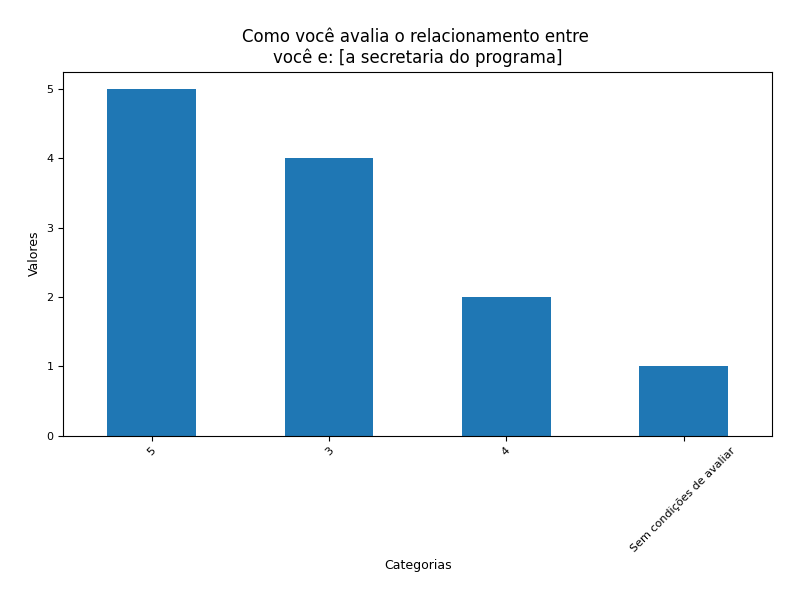 Como você avalia o relacionamento entre
você e: [a secretaria do programa]
Valores
5
4
3
2
1
0
5
3
4
Sem condições de avaliar
Categorias